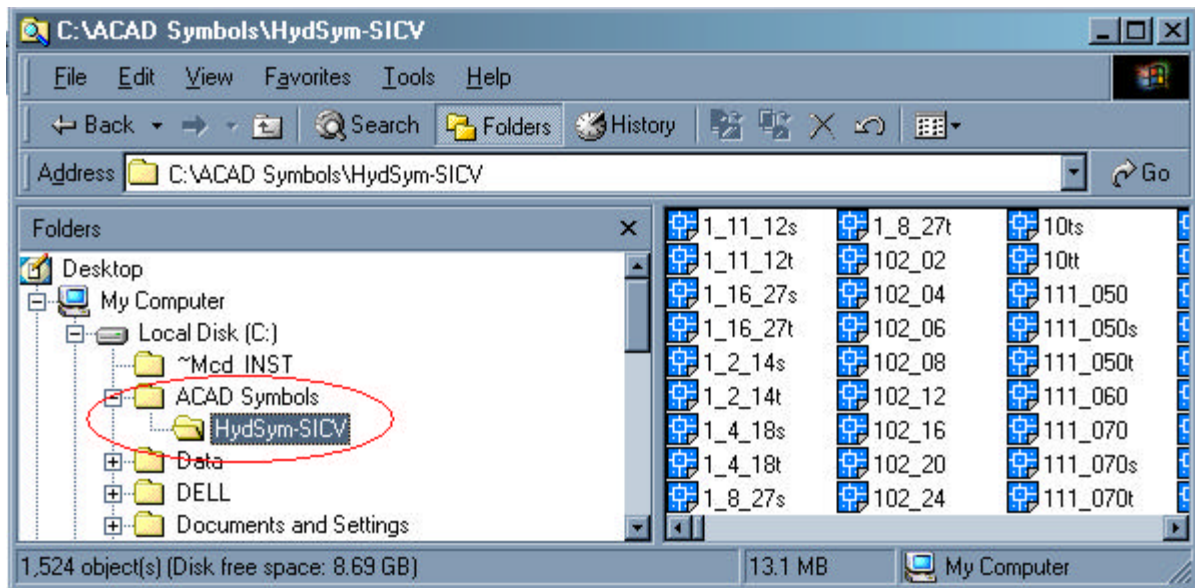 C:\ACAD Symbols\HydSym-SICV
File Edit View Favorites Tools Help
Back Search Folders History
Address C:\ACAD Symbols\HydSym-SICV Go
Folders
Desktop
My Computer
Local Disk (C:)
~Mcd_INST
ACAD Symbols
HydSym-SICV
Data
DELL
Documents and Settings
1_11_12s 1_8_27t 10ts
1_11_12t 102_02 10tt
1_16_27s 102_04 111_050
1_16_27t 102_06 111_050s
1_2_14s 102_08 111_050t
1_2_14t 102_12 111_060
1_4_18s 102_16 111_070
1_4_18t 102_20 111_070s
1_8_27s 102_24 111_070t
1,524 object(s) (Disk free space: 8.69 GB) 13.1 MB My Computer